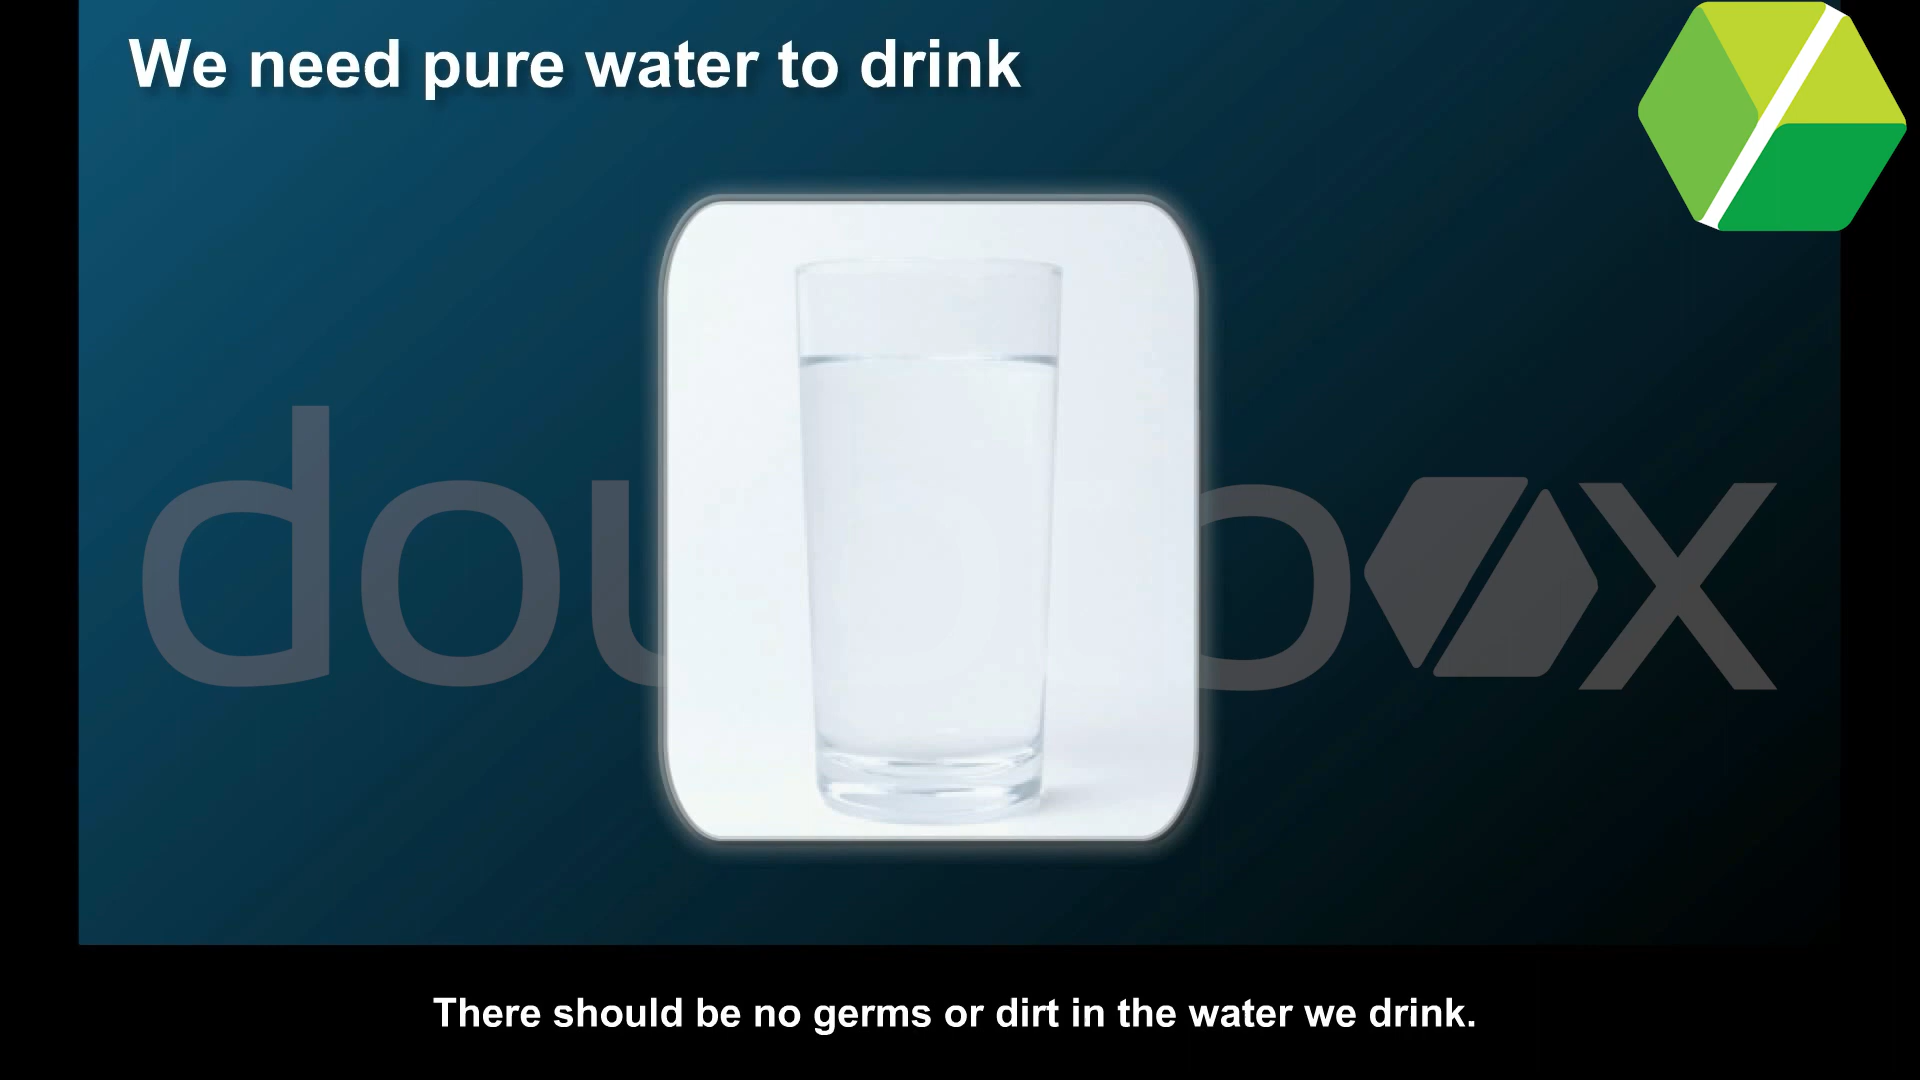 We need pure water to drink
There should be no germs or dirt in the water we drink.